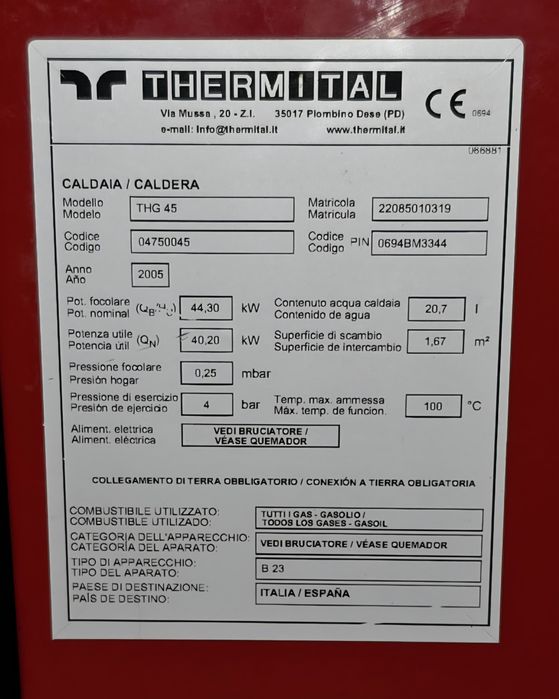 THERMITAL
Via Mussa , 20 - Z.I. 35017 Piombino Dese (PD)
e-mail: info@thermital.it www.thermital.it
CE 0694
066881
CALDAIA / CALDERA
Modello THG 45 Matricola 22085010319
Modelo Matricula
Codice 04750045 Codice PIN 0694BM3344
Codigo Codigo
Anno 2005
Año
Pot. focolare 44,30 kW Contenuto acqua caldaia 20,7 l
Pot. nominal Contenido de agua
Potenza utile (QN) 40,20 kW Superficie di scambio 1,67 m²
Potencia útil Superficie de intercambio
Pressione focolare 0,25 mbar
Presión hogar
Pressione di esercizio 4 bar Temp. max. ammessa 100 °C
Presión de ejercicio Máx. temp. de funcion.
Aliment. elettrica VEDI BRUCIATORE /
Aliment. eléctrica VÉASE QUEMADOR
COLLEGAMENTO DI TERRA OBBLIGATORIO / CONEXIÓN A TIERRA OBLIGATORIA
COMBUSTIBILE UTILIZZATO: TUTTI I GAS - GASOLIO /
COMBUSTIBLE UTILIZADO: TODOS LOS GASES - GASOIL
CATEGORIA DELL'APPARECCHIO: VEDI BRUCIATORE / VÉASE QUEMADOR
CATEGORÍA DEL APARATO:
TIPO DI APPARECCHIO: B 23
TIPO DEL APARATO:
PAESE DI DESTINAZIONE: ITALIA / ESPAÑA
PAÍS DE DESTINO: